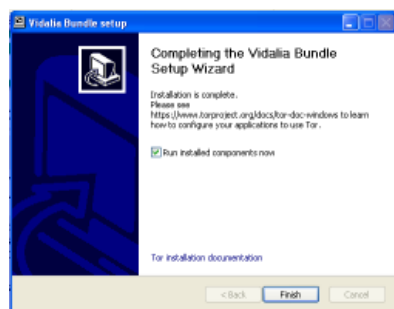 Vidalia Bundle setup
Completing the Vidalia Bundle
Setup Wizard
Installation is complete.
Please see
https://www.torproject.org/docs/tor-doc-windows to learn
how to configure your applications to use Tor.
Run installed components now
Tor installation documentation
< Back
Finish
Cancel